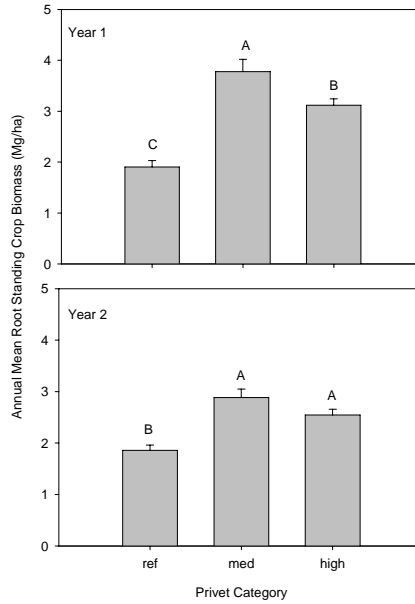 Annual Mean Root Standing Crop Biomass (Mg/ha)
5
Year 1
A
4
B
3
C
2
1
0
5
Year 2
4
A
A
3
B
2
1
0
ref med high
Privet Category